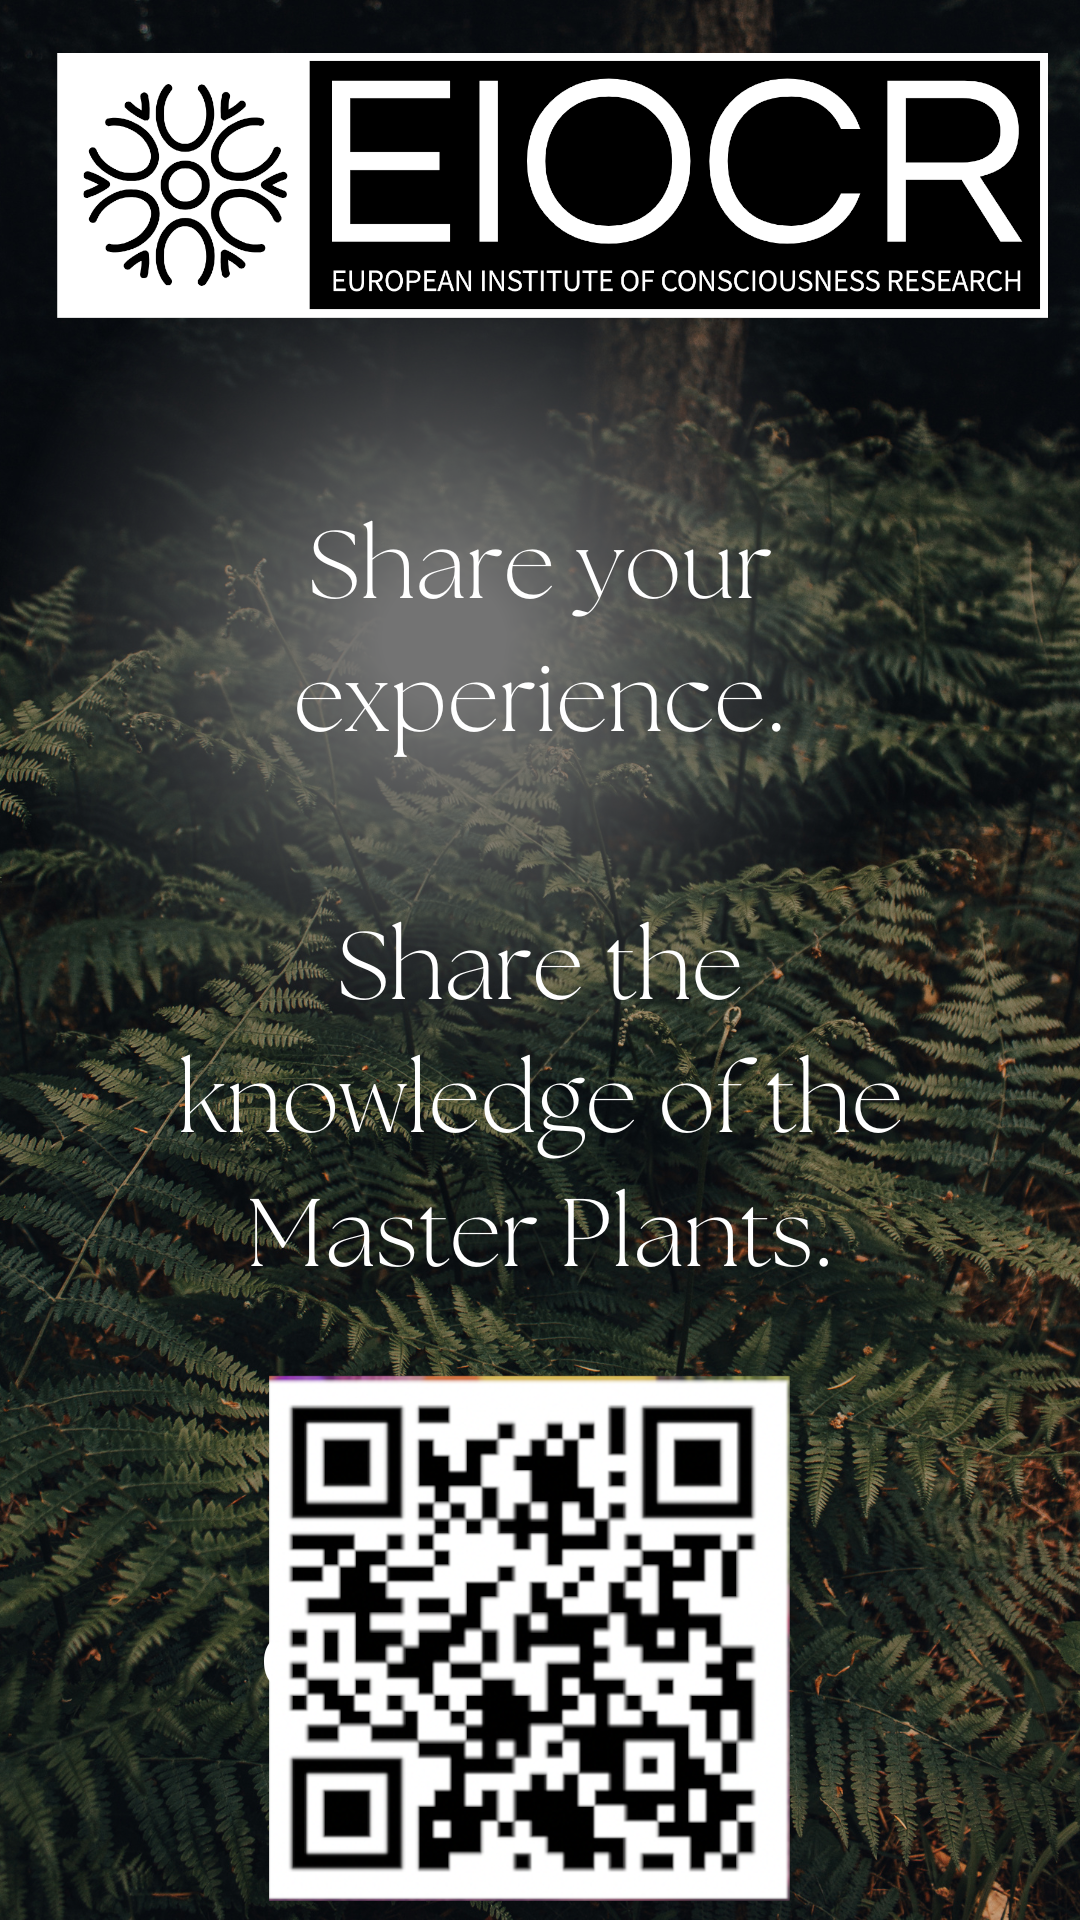 EIOCR
EUROPEAN INSTITUTE OF CONSCIOUSNESS RESEARCH
Share your
experience.
Share the
knowledge of the
Master Plants.